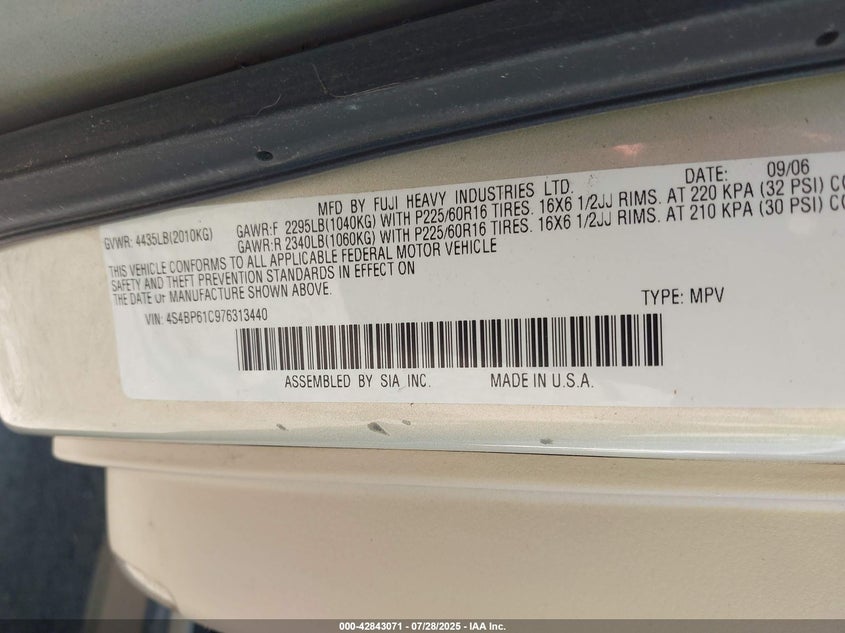 MFD BY FUJI HEAVY INDUSTRIES LTD. DATE: 09/06
GVWR: 4435LB(2010KG) GAWR:F 2295LB(1040KG) WITH P225/60R16 TIRES. 16X6 1/2JJ RIMS. AT 220 KPA (32 PSI) CO
GAWR:R 2340LB(1060KG) WITH P225/60R16 TIRES. 16X6 1/2JJ RIMS. AT 210 KPA (30 PSI) CO
THIS VEHICLE CONFORMS TO ALL APPLICABLE FEDERAL MOTOR VEHICLE
SAFETY AND THEFT PREVENTION STANDARDS IN EFFECT ON
THE DATE OF MANUFACTURE SHOWN ABOVE.
VIN: 4S4BP61C976313440 TYPE: MPV
ASSEMBLED BY SIA INC. MADE IN U.S.A.
000-42843071 / 07/28/2025 - IAA Inc.